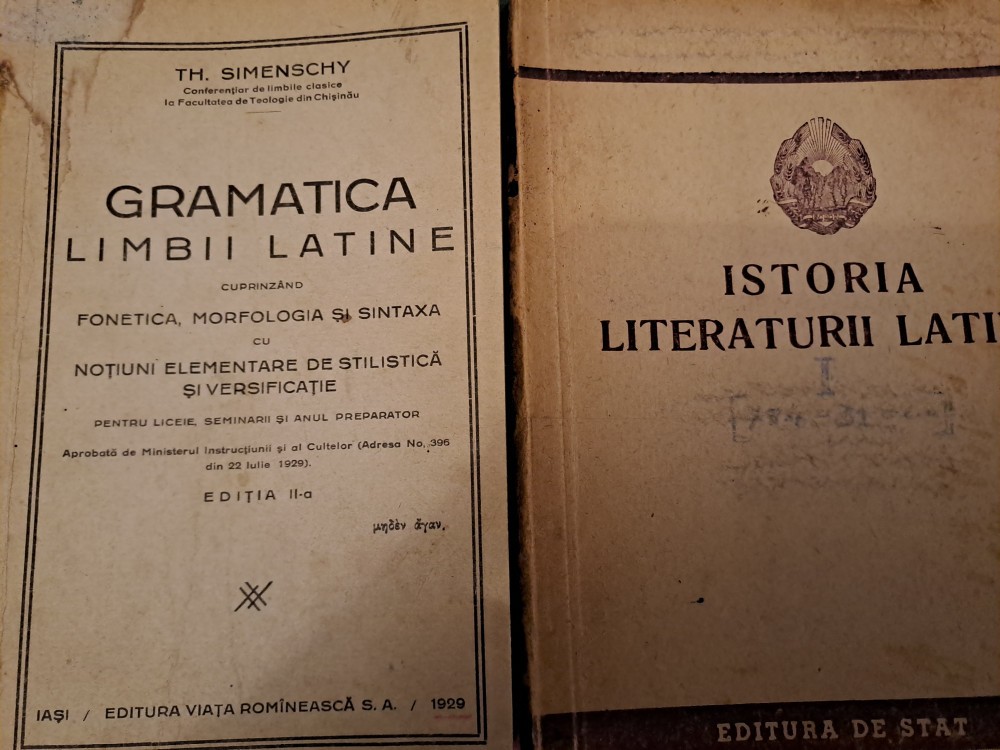 TH. SIMENSCHY
Conferențiar de limbile clasice
la Facultatea de Teologie din Chișinău
GRAMATICA
LIMBII LATINE
CUPRINZÂND
FONETICA, MORFOLOGIA ȘI SINTAXA
CU
NOȚIUNI ELEMENTARE DE STILISTICĂ
ȘI VERSIFICAȚIE
PENTRU LICEIE, SEMINARII ȘI ANUL PREPARATOR
Aprobată de Ministerul Instrucțiunii și al Cultelor (Adresa No. 396
din 22 Iulie 1929).
EDIȚIA II-a
μηδὲν ἄγαν.
IAȘI / EDITURA VIAȚA ROMÎNEASCĂ S. A. / 1929
ISTORIA
LITERATURII LATI
I
EDITURA DE STAT